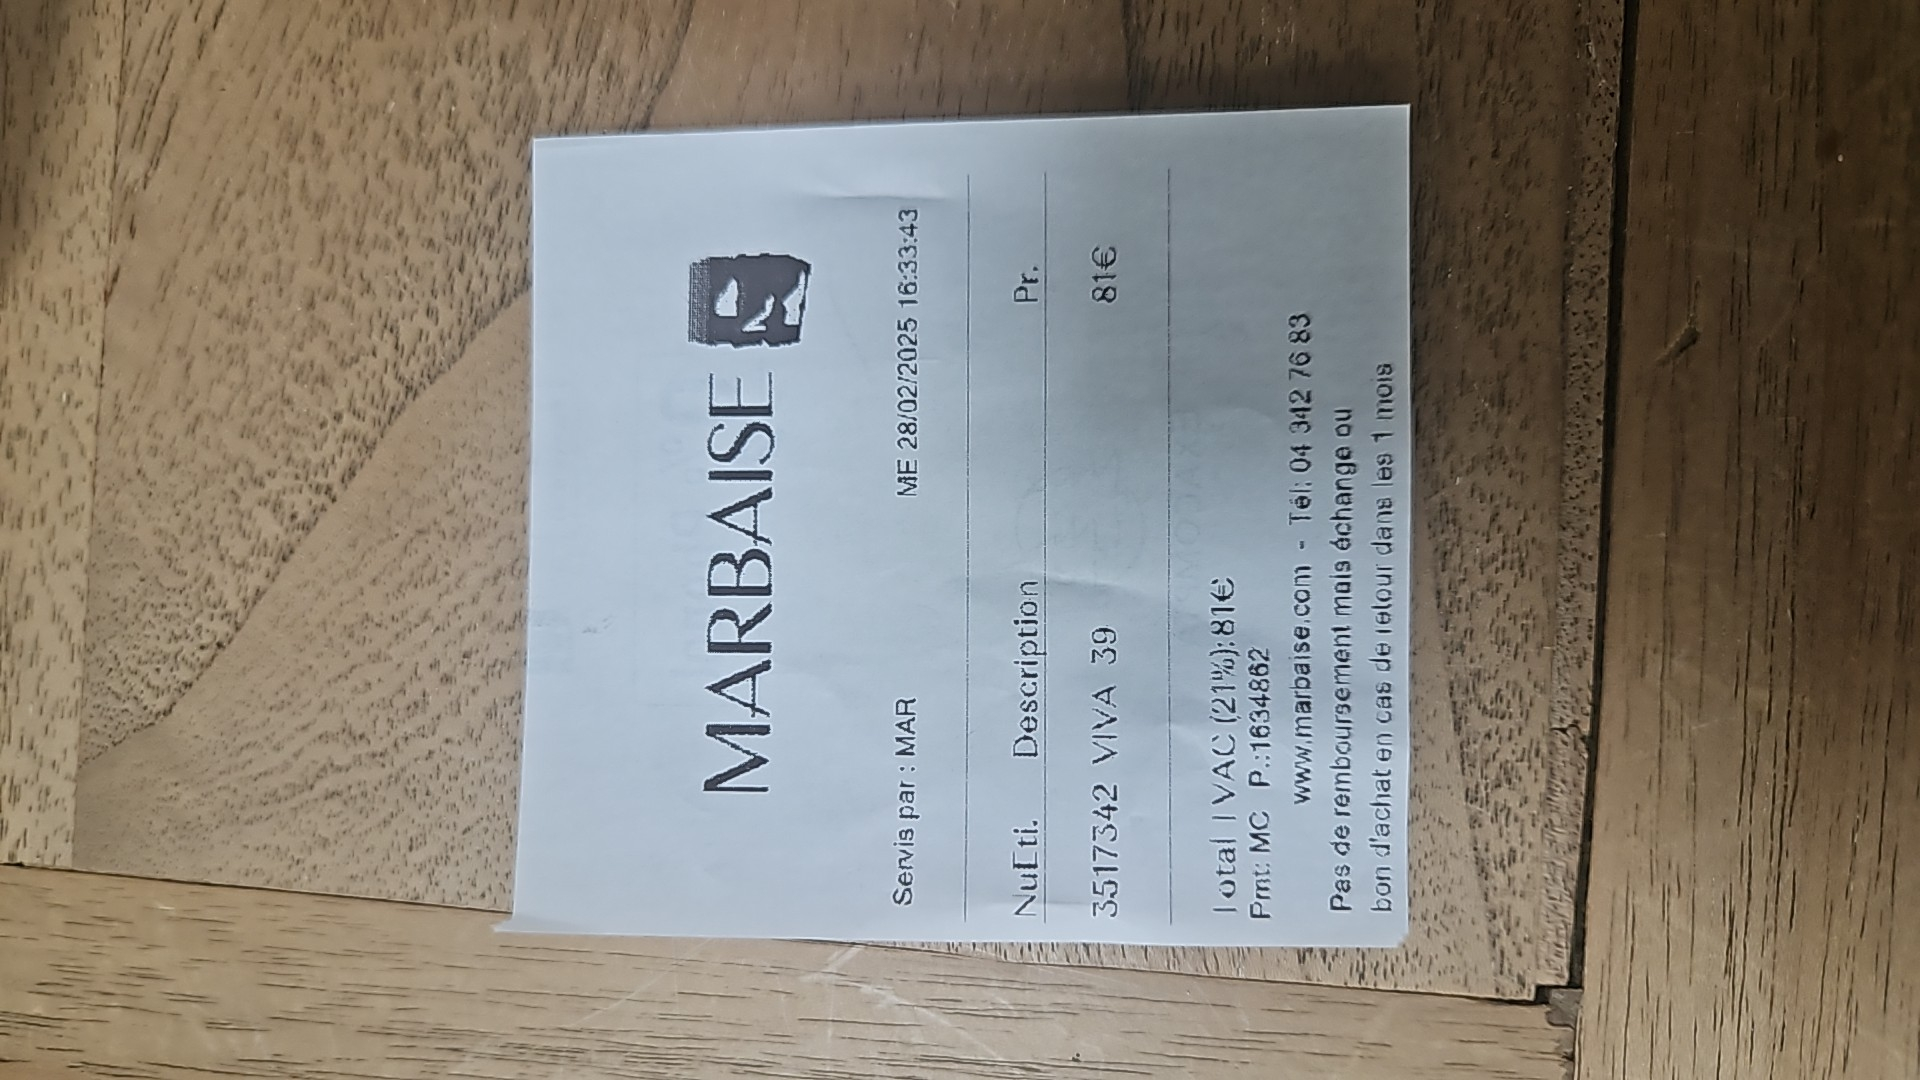 MARBAISE
Servis par : MAR ME 28/02/2025 16:33:43
Description Pr.
3517342 VIVA 39 81€
Total TVAC (21%):81€
Pmt: MC P.:1634862
www.marbaise.com - Tél: 04 342 76 83
Pas de remboursement mais échange ou
bon d'achat en cas de retour dans les 1 mois